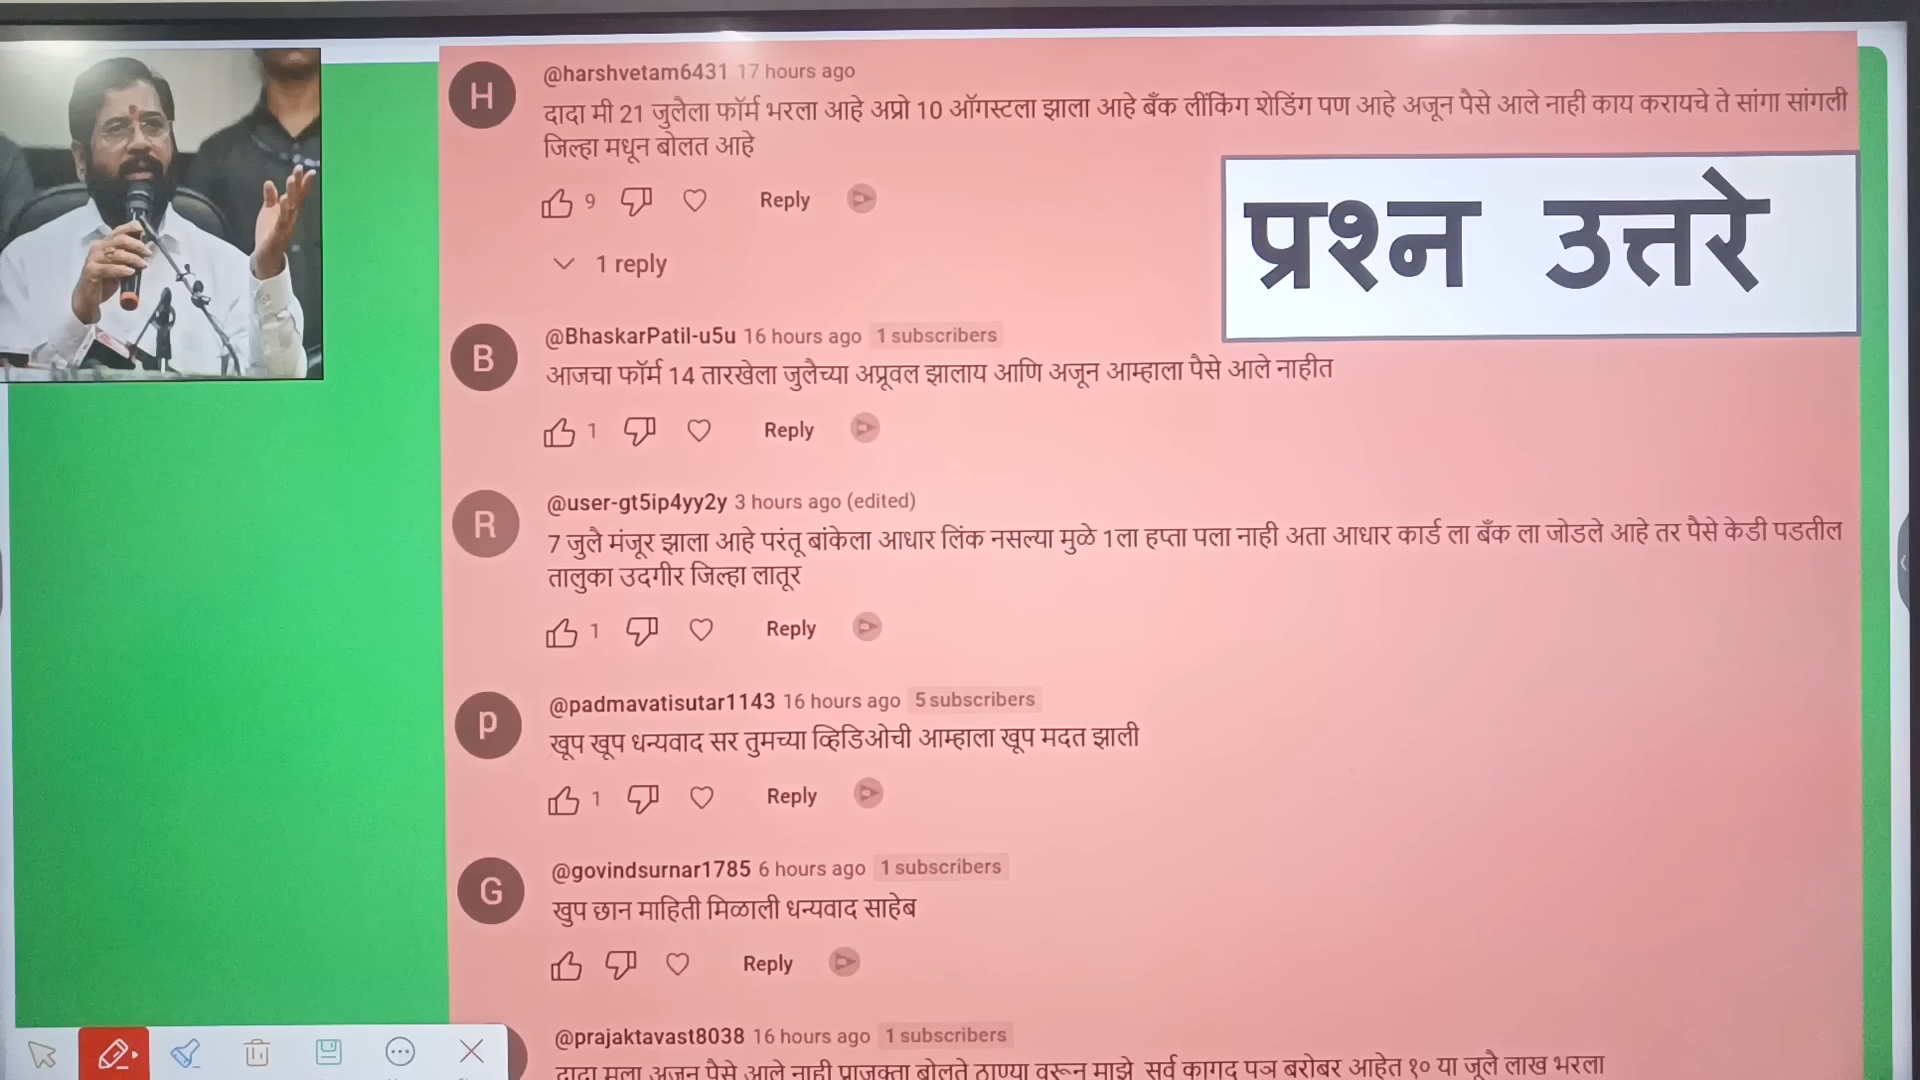 @harshvetam6431 17 hours ago
दादा मी 21 जुलैला फॉर्म भरला आहे अप्रो 10 ऑगस्टला झाला आहे बँक लींकिंग शेडिंग पण आहे अजून पैसे आले नाही काय करायचे ते सांगा सांगली
जिल्हा मधून बोलत आहे
H
9 Reply
1 reply
प्रश्न उत्तरे
@BhaskarPatil-u5u 16 hours ago 1 subscribers
B
आजचा फॉर्म 14 तारखेला जुलैच्या अप्रूवल झालाय आणि अजून आम्हाला पैसे आले नाहीत
1 Reply
@user-gt5ip4yy2y 3 hours ago (edited)
R
7 जुलै मंजूर झाला आहे परंतू बांकेला आधार लिंक नसल्या मुळे 1ला हप्ता पला नाही अता आधार कार्ड ला बँक ला जोडले आहे तर पैसे केडी पडतील
तालुका उदगीर जिल्हा लातूर
1 Reply
@padmavatisutar1143 16 hours ago 5 subscribers
p
खूप खूप धन्यवाद सर तुमच्या व्हिडिओची आम्हाला खूप मदत झाली
1 Reply
@govindsurnar1785 6 hours ago 1 subscribers
G
खुप छान माहिती मिळाली धन्यवाद साहेब
Reply
@prajaktavast8038 16 hours ago 1 subscribers
दादा मला अजून पैसे आले नाही प्राजक्ता बोलते ठाण्या वरून माझे सर्व कागद पञ बरोबर आहेत १० या जूलै लाख भरला